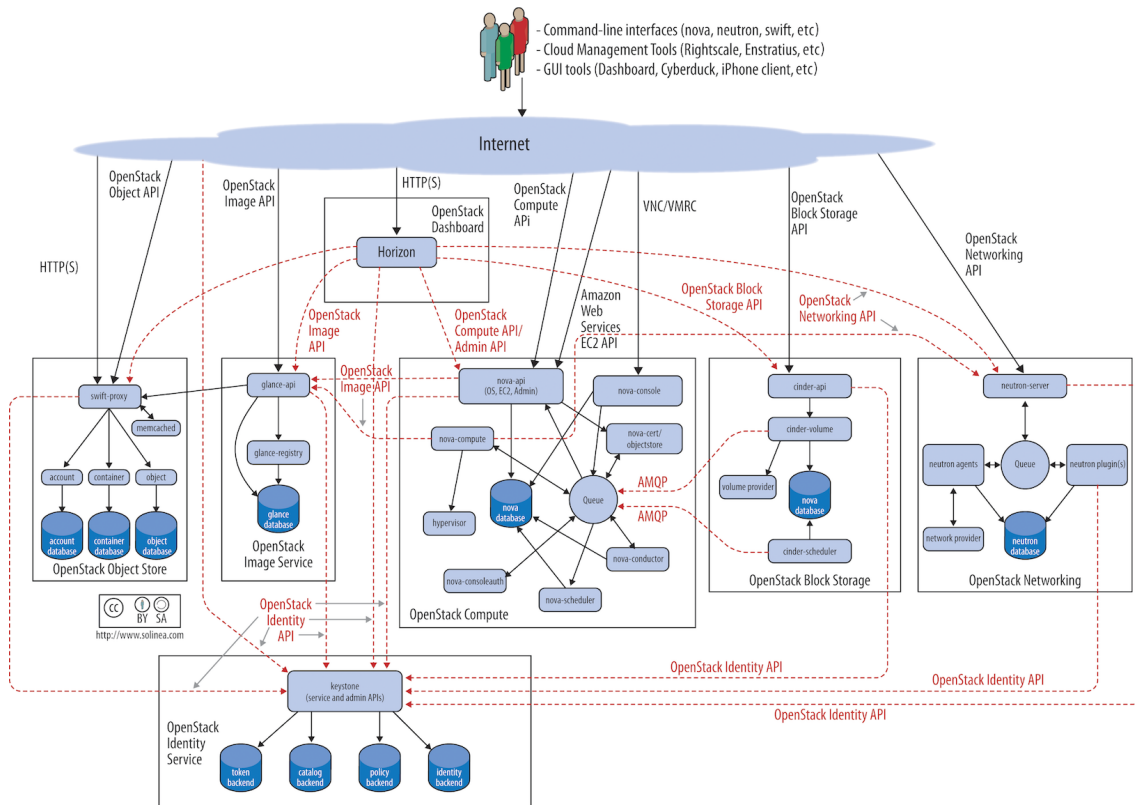 - Command-line interfaces (nova, neutron, swift, etc)
- Cloud Management Tools (Rightscale, Enstratius, etc)
- GUI tools (Dashboard, Cyberduck, iPhone client, etc)
Internet
OpenStack
Object API
OpenStack
Image API
HTTP(S)
OpenStack
Compute
APi
VNC/VMRC
OpenStack
Block Storage
API
OpenStack
Networking
API
HTTP(S)
OpenStack
Dashboard
Horizon
OpenStack
Image
API
OpenStack
Compute API/
Admin API
Amazon
Web
Services
EC2 API
OpenStack Block
Storage API
OpenStack
Networking API
OpenStack
Image API
swift-proxy
memcached
account
container
object
account
database
container
database
object
database
OpenStack Object Store
glance-api
glance-registry
glance
database
OpenStack
Image Service
nova-api
(OS, EC2, Admin)
nova-console
nova-compute
nova-cert/
objectstore
hypervisor
nova
database
Queue
nova-conductor
nova-consoleauth
nova-scheduler
OpenStack Compute
AMQP
AMQP
cinder-api
cinder-volume
volume provider
nova
database
cinder-scheduler
OpenStack Block Storage
neutron-server
neutron agents
Queue
neutron plugin(s)
network provider
neutron
database
OpenStack Networking
cc
BY SA
http://www.solinea.com
OpenStack
Identity
API
OpenStack Identity API
OpenStack Identity API
OpenStack Identity API
keystone
(service and admin APIs)
OpenStack
Identity
Service
token
backend
catalog
backend
policy
backend
identity
backend